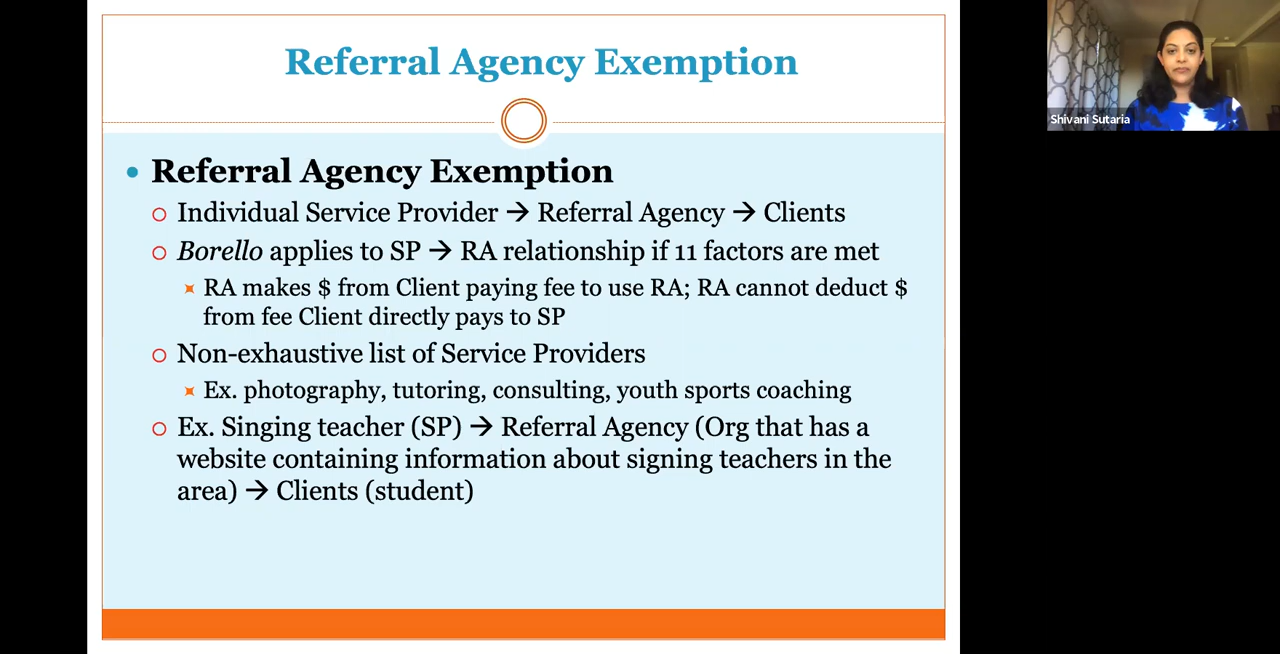 Referral Agency Exemption
• Referral Agency Exemption
○ Individual Service Provider → Referral Agency → Clients
○ Borello applies to SP → RA relationship if 11 factors are met
✶ RA makes $ from Client paying fee to use RA; RA cannot deduct $
from fee Client directly pays to SP
○ Non-exhaustive list of Service Providers
✶ Ex. photography, tutoring, consulting, youth sports coaching
○ Ex. Singing teacher (SP) → Referral Agency (Org that has a
website containing information about signing teachers in the
area) → Clients (student)
Shivani Sutaria